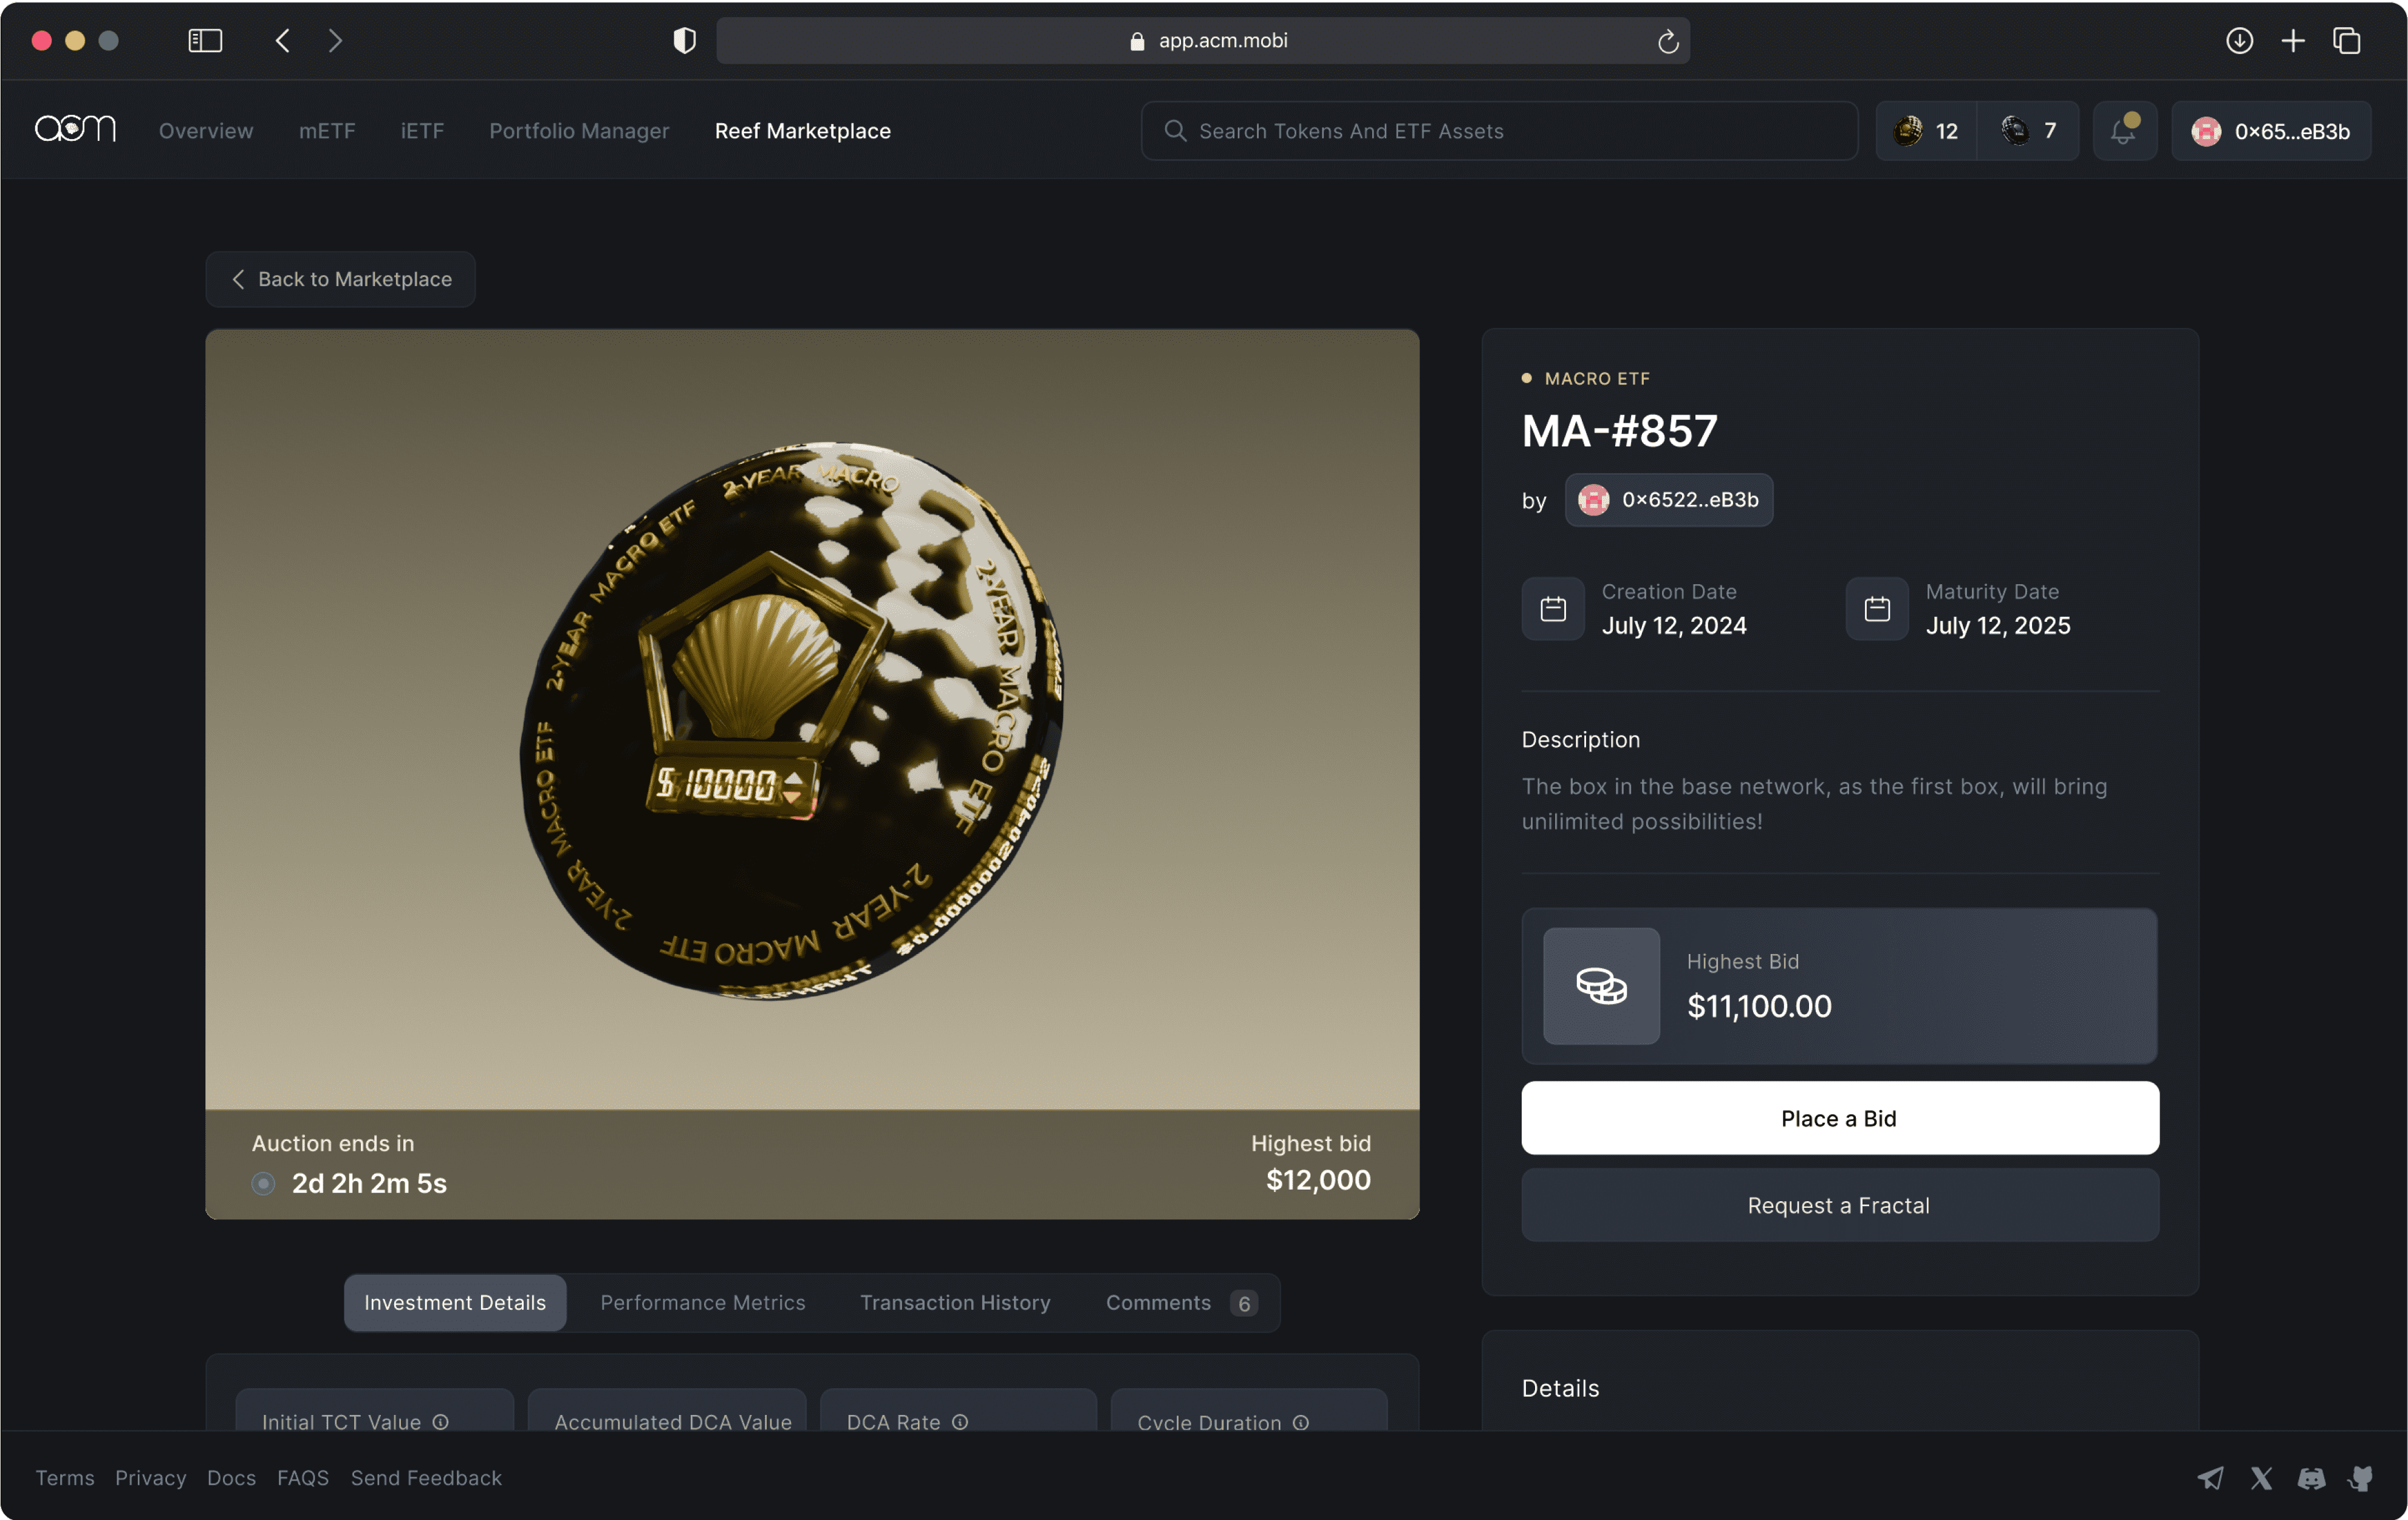 app.acm.mobi
acm
Overview
mETF
iETF
Portfolio Manager
Reef Marketplace
Search Tokens And ETF Assets
12
7
0×65...eB3b
Back to Marketplace
2-YEAR MACRO ETF
2-YEAR MACRO
2-YEAR MACRO ETF
2-YEAR MACRO ETF
2-YEAR MACRO ETF
$ 10000
Auction ends in
2d 2h 2m 5s
Highest bid
$12,000
MACRO ETF
MA-#857
by
0×6522..eB3b
Creation Date
July 12, 2024
Maturity Date
July 12, 2025
Description
The box in the base network, as the first box, will bring
unilimited possibilities!
Highest Bid
$11,100.00
Place a Bid
Request a Fractal
Investment Details
Performance Metrics
Transaction History
Comments 6
Initial TCT Value
Accumulated DCA Value
DCA Rate
Cycle Duration
Details
Terms
Privacy
Docs
FAQS
Send Feedback